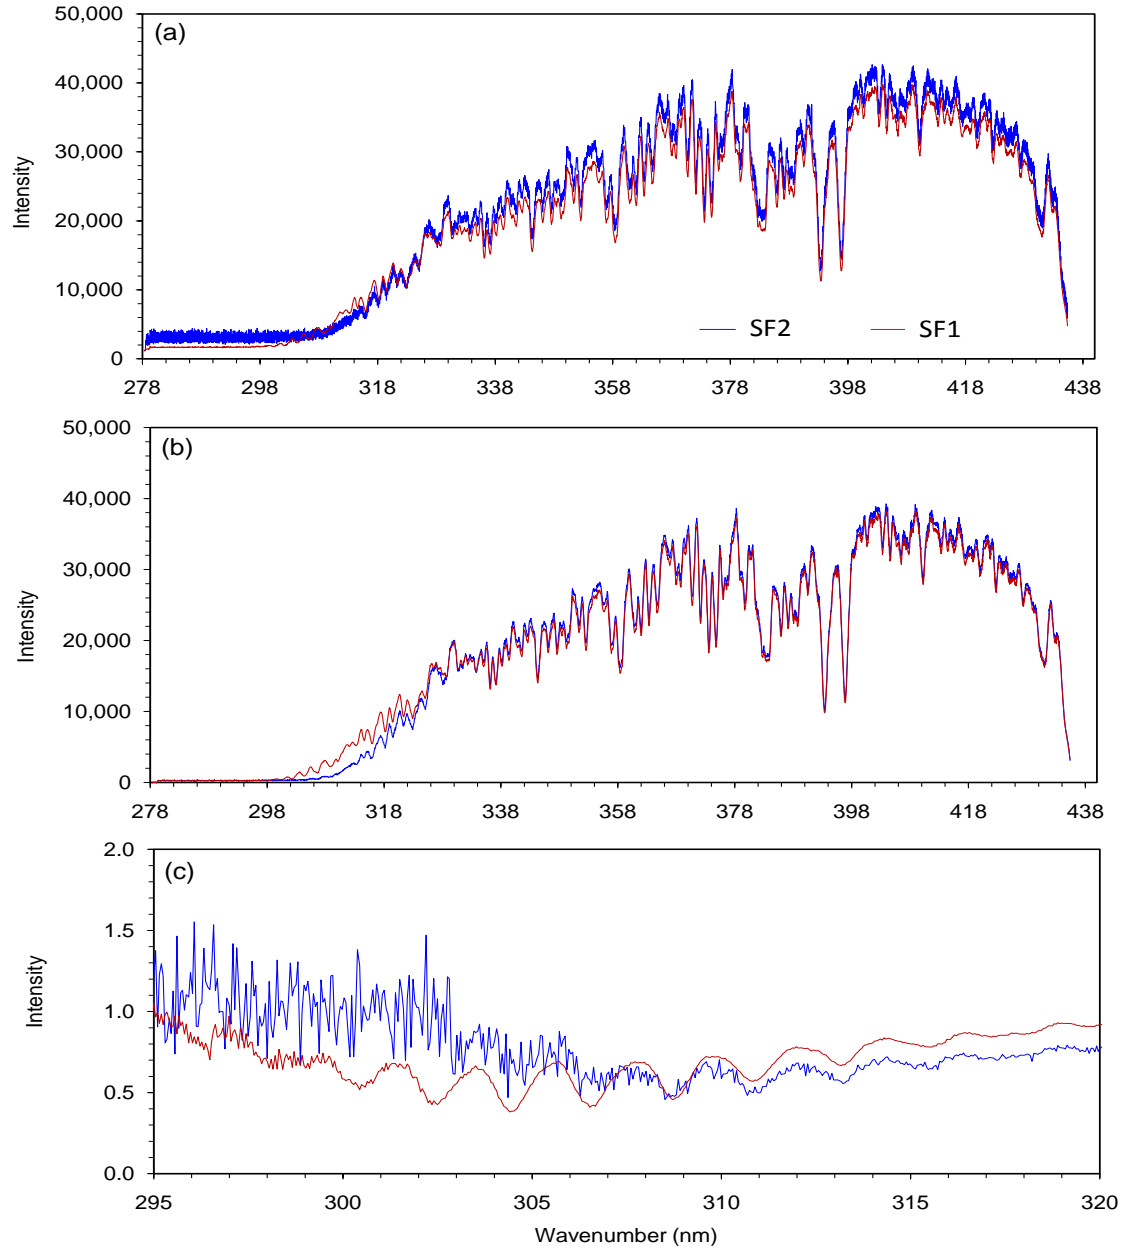 50,000
(a)
40,000
30,000
Intensity
20,000
10,000
SF2 SF1
0
278 298 318 338 358 378 398 418 438
50,000
(b)
40,000
30,000
Intensity
20,000
10,000
0
278 298 318 338 358 378 398 418 438
2.0
(c)
1.5
Intensity
1.0
0.5
0.0
295 300 305 310 315 320
Wavenumber (nm)